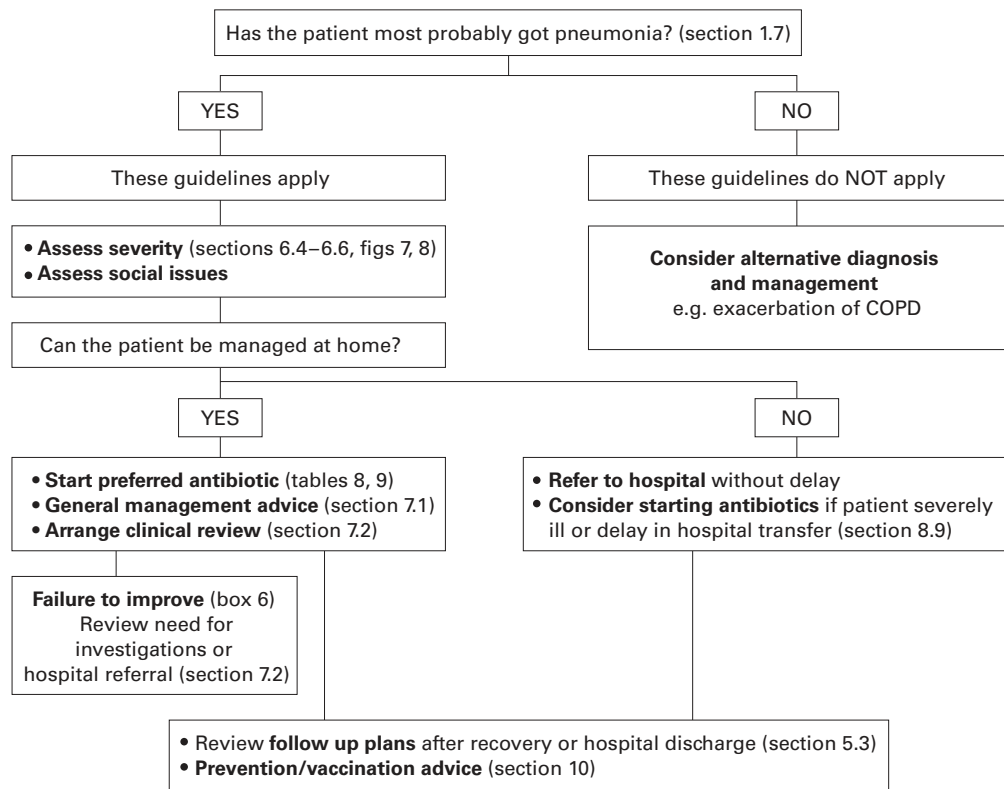 Has the patient most probably got pneumonia? (section 1.7)
YES
NO
These guidelines apply
These guidelines do NOT apply
• Assess severity (sections 6.4–6.6, figs 7, 8)
• Assess social issues
Consider alternative diagnosis
and management
e.g. exacerbation of COPD
Can the patient be managed at home?
YES
NO
• Start preferred antibiotic (tables 8, 9)
• General management advice (section 7.1)
• Arrange clinical review (section 7.2)
• Refer to hospital without delay
• Consider starting antibiotics if patient severely
ill or delay in hospital transfer (section 8.9)
Failure to improve (box 6)
Review need for
investigations or
hospital referral (section 7.2)
• Review follow up plans after recovery or hospital discharge (section 5.3)
• Prevention/vaccination advice (section 10)